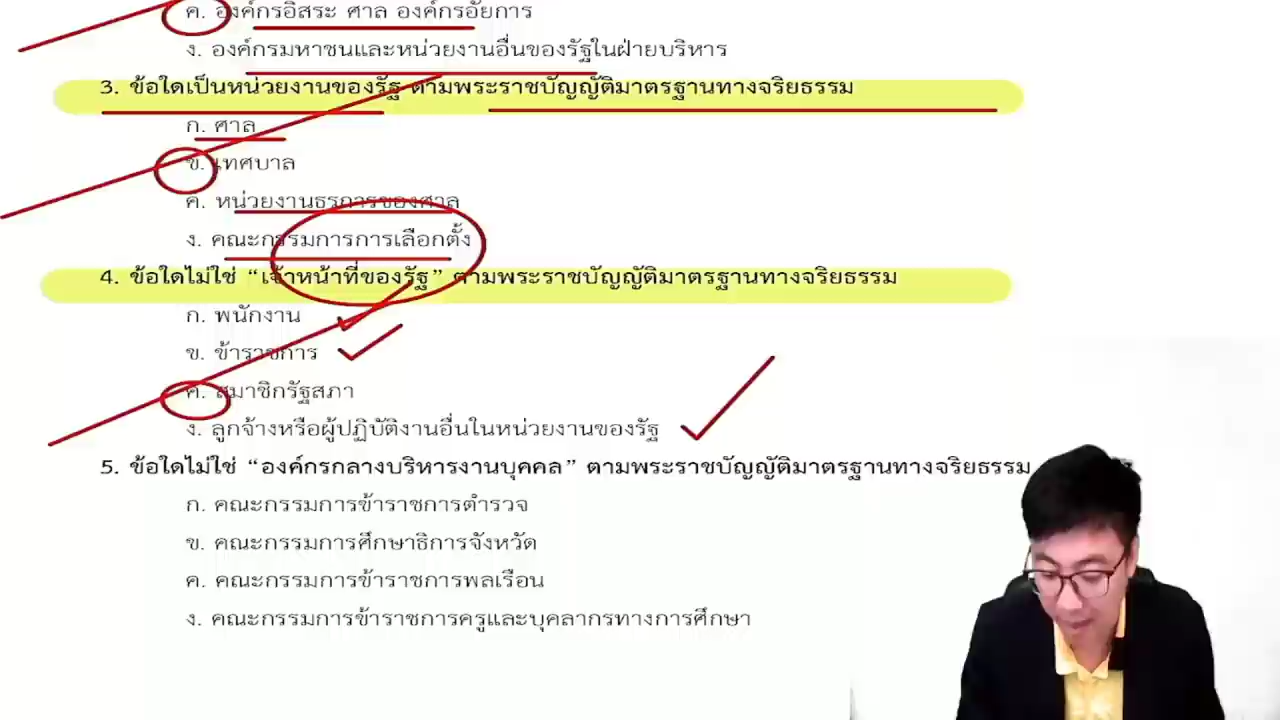 ค. องค์กรอิสระ ศาล องค์กรอัยการ
ง. องค์กรมหาชนและหน่วยงานอื่นของรัฐในฝ่ายบริหาร
3. ข้อใดเป็นหน่วยงานของรัฐ ตามพระราชบัญญัติมาตรฐานทางจริยธรรม
ก. ศาล
ข. เทศบาล
ค. หน่วยงานธุรการของศาล
ง. คณะกรรมการการเลือกตั้ง
4. ข้อใดไม่ใช่ “เจ้าหน้าที่ของรัฐ” ตามพระราชบัญญัติมาตรฐานทางจริยธรรม
ก. พนักงาน
ข. ข้าราชการ
ค. สมาชิกรัฐสภา
ง. ลูกจ้างหรือผู้ปฏิบัติงานอื่นในหน่วยงานของรัฐ
5. ข้อใดไม่ใช่ “องค์กรกลางบริหารงานบุคคล” ตามพระราชบัญญัติมาตรฐานทางจริยธรรม
ก. คณะกรรมการข้าราชการตำรวจ
ข. คณะกรรมการศึกษาธิการจังหวัด
ค. คณะกรรมการข้าราชการพลเรือน
ง. คณะกรรมการข้าราชการครูและบุคลากรทางการศึกษา